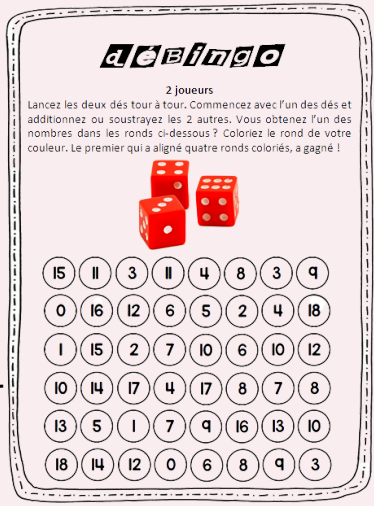 déBingo
2 joueurs
Lancez les deux dés tour à tour. Commencez avec l'un des dés et
additionnez ou soustrayez les 2 autres. Vous obtenez l'un des
nombres dans les ronds ci-dessous ? Coloriez le rond de votre
couleur. Le premier qui a aligné quatre ronds coloriés, a gagné !
15 11 3 11 4 8 3 9
0 16 12 6 5 2 4 18
1 15 2 7 10 6 10 12
10 14 17 4 17 8 7 8
13 5 1 7 9 16 13 10
18 14 12 0 6 8 9 3